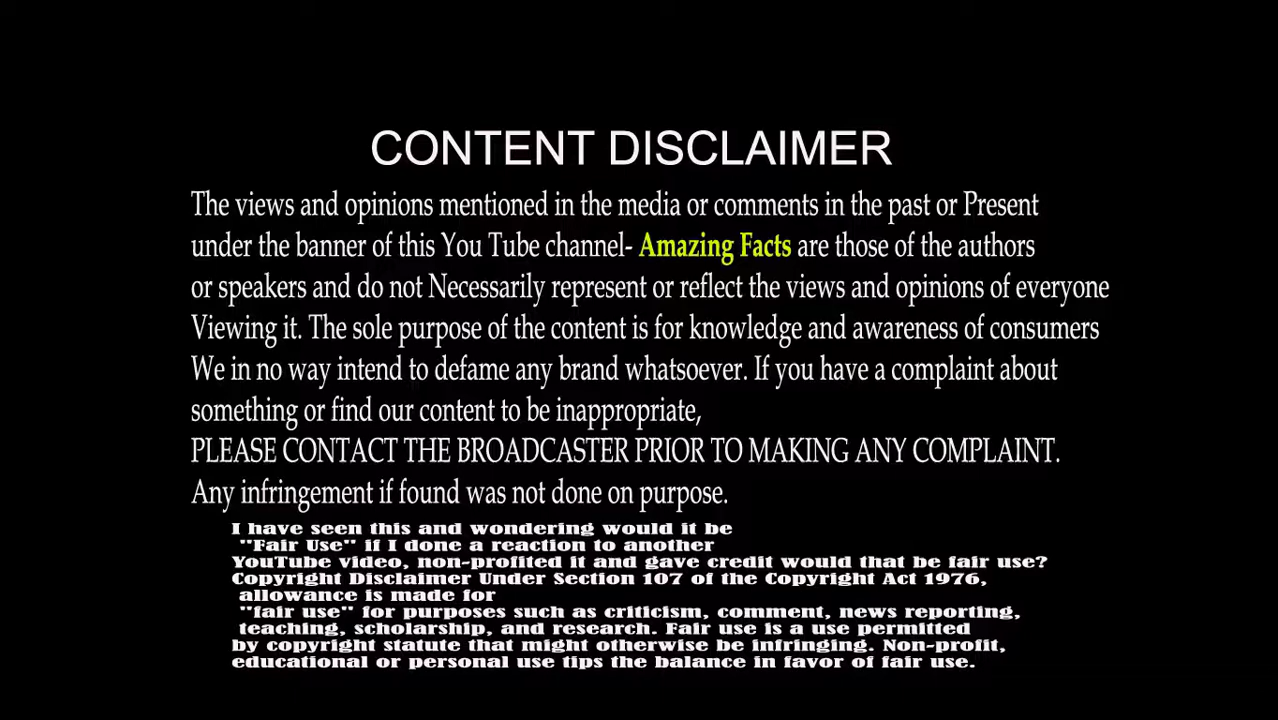 CONTENT DISCLAIMER
The views and opinions mentioned in the media or comments in the past or Present
under the banner of this You Tube channel- Amazing Facts are those of the authors
or speakers and do not Necessarily represent or reflect the views and opinions of everyone
Viewing it. The sole purpose of the content is for knowledge and awareness of consumers
We in no way intend to defame any brand whatsoever. If you have a complaint about
something or find our content to be inappropriate,
PLEASE CONTACT THE BROADCASTER PRIOR TO MAKING ANY COMPLAINT.
Any infringement if found was not done on purpose.
I have seen this and wondering would it be
"Fair Use" if I done a reaction to another
YouTube video, non-profited it and gave credit would that be fair use?
Copyright Disclaimer Under Section 107 of the Copyright Act 1976,
allowance is made for
"fair use" for purposes such as criticism, comment, news reporting,
teaching, scholarship, and research. Fair use is a use permitted
by copyright statute that might otherwise be infringing. Non-profit,
educational or personal use tips the balance in favor of fair use.